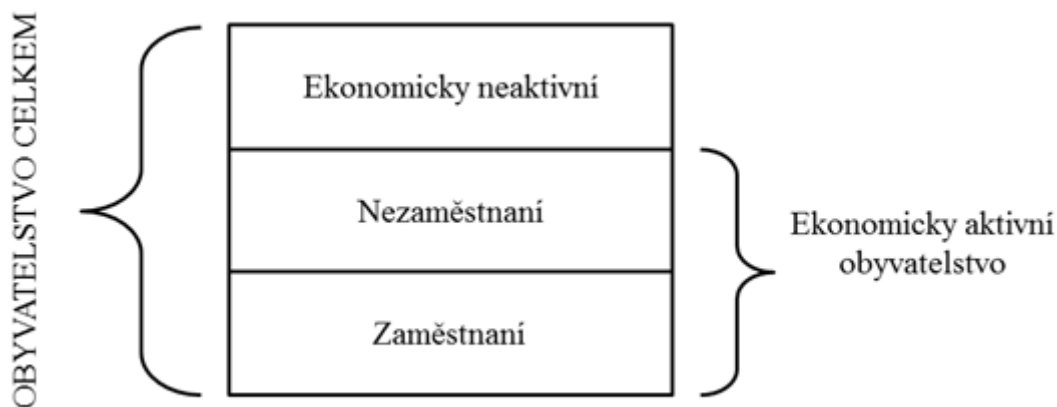 OBYVATELSTVO CELKEM
Ekonomicky neaktivní
Nezaměstnaní
Zaměstnaní
Ekonomicky aktivní
obyvatelstvo